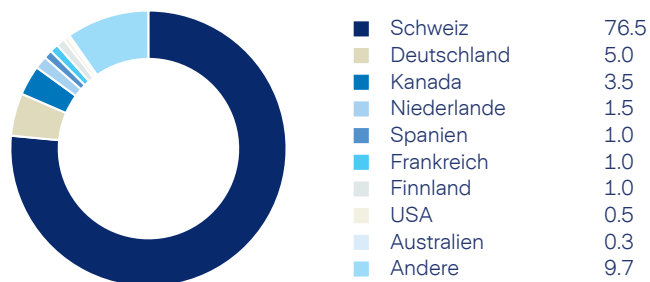 Schweiz 76.5
Deutschland 5.0
Kanada 3.5
Niederlande 1.5
Spanien 1.0
Frankreich 1.0
Finnland 1.0
USA 0.5
Australien 0.3
Andere 9.7